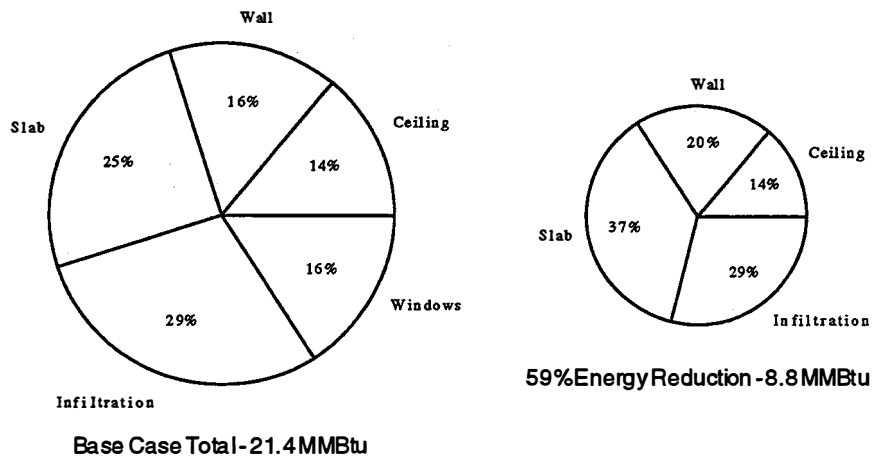 Wall
16%
Ceiling
14%
Slab
25%
16%
Windows
29%
Infiltration
Base Case Total - 21.4 MMBtu
Wall
20%
Ceiling
14%
Slab
37%
29%
Infiltration
59% Energy Reduction - 8.8 MMBtu